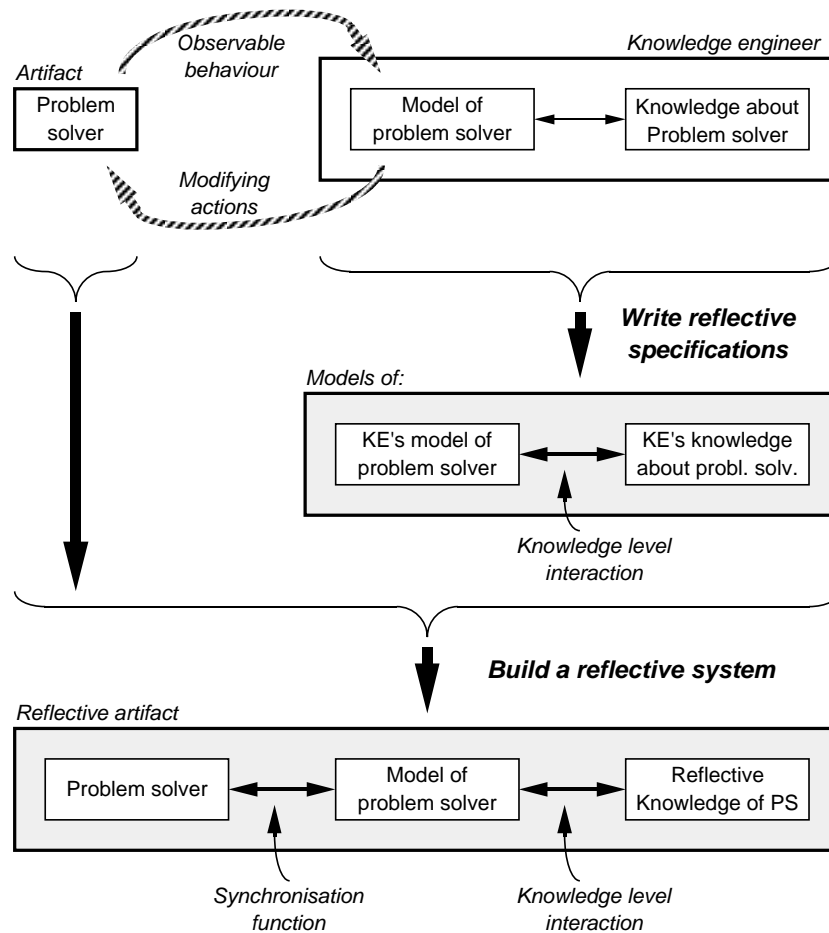 Observable
behaviour
Artifact
Knowledge engineer
Problem
solver
Model of
problem solver
Knowledge about
Problem solver
Modifying
actions
Write reflective
specifications
Models of:
KE's model of
problem solver
KE's knowledge
about probl. solv.
Knowledge level
interaction
Build a reflective system
Reflective artifact
Problem solver
Model of
problem solver
Reflective
Knowledge of PS
Synchronisation
function
Knowledge level
interaction